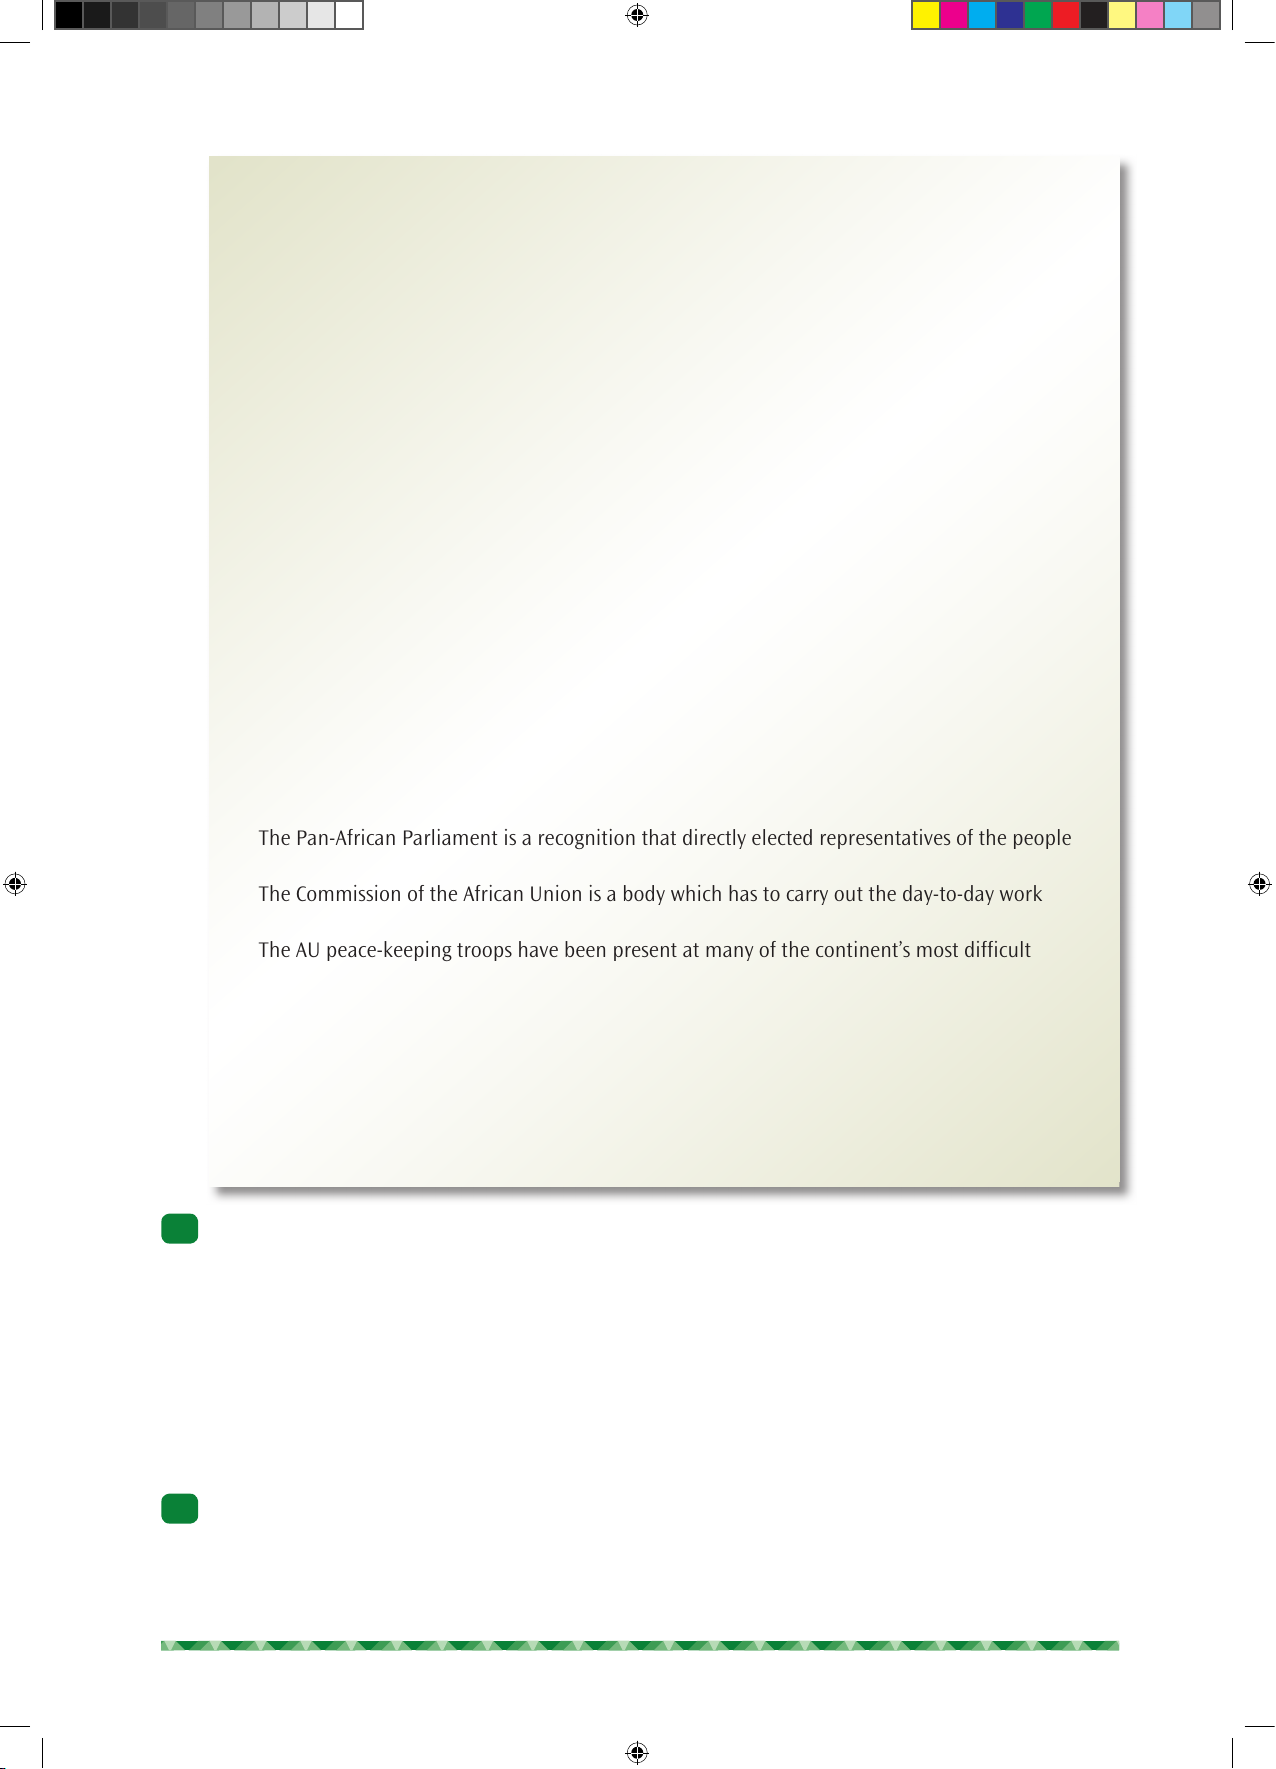 The Pan-African Parliament is a recognition that directly elected representatives of the people
The Commission of the African Union is a body which has to carry out the day-to-day work
The AU peace-keeping troops have been present at many of the continent’s most difficult